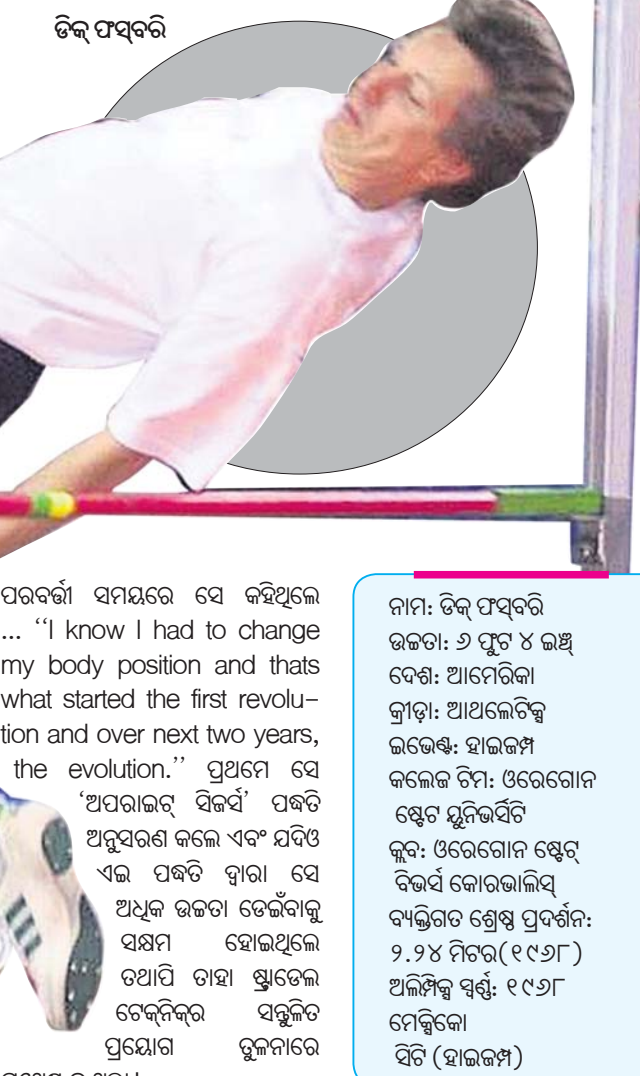 ଡିକ୍ ଫସ୍‌ବରି
ପରବର୍ତ୍ତୀ ସମୟରେ ସେ କହିଥିଲେ
... ‘‘I know I had to change
my body position and thats
what started the first revolu-
tion and over next two years,
the evolution.’’ ପ୍ରଥମେ ସେ
‘ଅପରାଇଟ୍ ସିଜର୍ସ’ ପଦ୍ଧତି
ଅନୁସରଣ କଲେ ଏବଂ ଯଦିଓ
ଏଇ ପଦ୍ଧତି ଦ୍ୱାରା ସେ
ଅଧିକ ଉଚ୍ଚତା ଡେଇଁବାକୁ
ସକ୍ଷମ ହୋଇଥିଲେ
ତଥାପି ତାହା ଷ୍ଟ୍ରାଡେଲ
ଟେକ୍‌ନିକ୍‌ର ସନ୍ତୁଳିତ
ପ୍ରୟୋଗ ତୁଳନାରେ
ନାମ: ଡିକ୍ ଫସ୍‌ବରି
ଉଚ୍ଚତା: ୬ ଫୁଟ ୪ ଇଞ୍ଚ୍
ଦେଶ: ଆମେରିକା
କ୍ରୀଡ଼ା: ଆଥଲେଟିକ୍ସ
ଇଭେଣ୍ଟ: ହାଇଜମ୍ପ
କଲେଜ ଟିମ: ଓରେଗୋନ
ଷ୍ଟେଟ ୟୁନିଭର୍ସିଟି
କ୍ଲବ: ଓରେଗୋନ ଷ୍ଟେଟ୍
ବିଭର୍ସ କୋରଭାଲିସ୍
ବ୍ୟକ୍ତିଗତ ଶ୍ରେଷ୍ଠ ପ୍ରଦର୍ଶନ:
୨.୨୪ ମିଟର(୧୯୬୮)
ଅଲିମ୍ପିକ୍ସ ସ୍ୱର୍ଣ୍ଣ: ୧୯୬୮
ମେକ୍ସିକୋ
ସିଟି (ହାଇଜମ୍ପ)